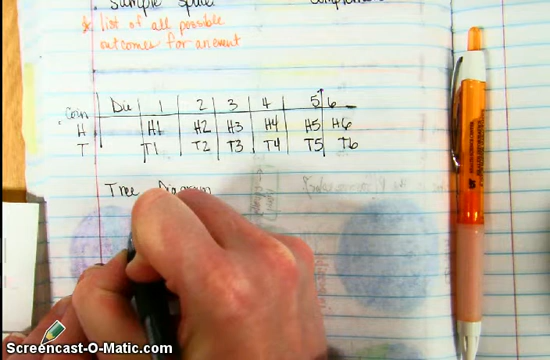 Sample space
* list of all possible
outcomes for an event
Coin Die 1 2 3 4 5 6
H H1 H2 H3 H4 H5 H6
T T1 T2 T3 T4 T5 T6
Tree Diagram
Screencast-O-Matic.com